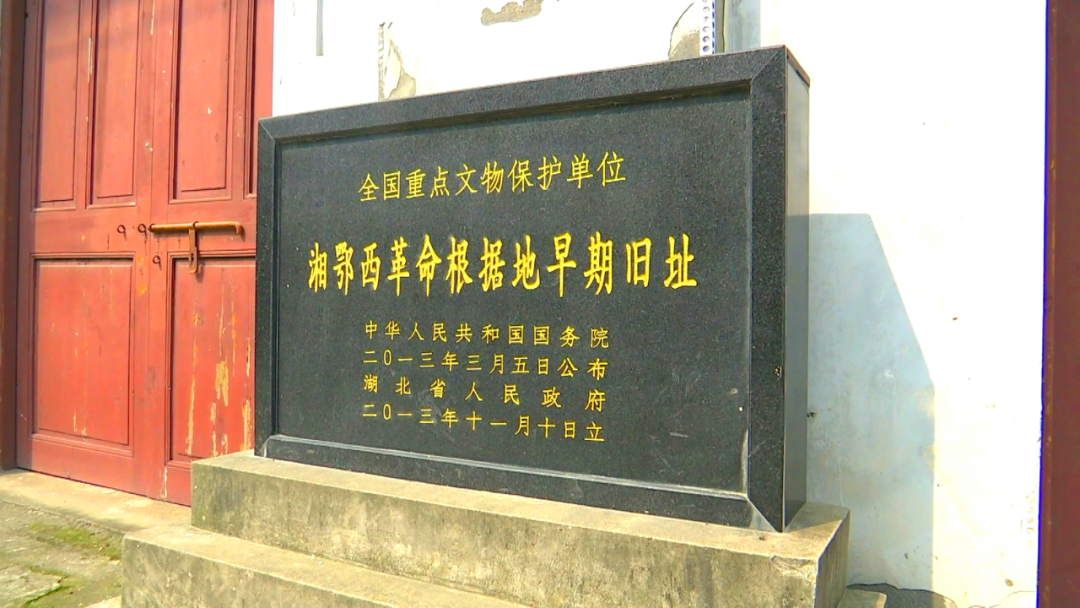 全国重点文物保护单位
湘鄂西革命根据地早期旧址
中华人民共和国国务院
二〇一三年三月五日公布
湖北省人民政府
二〇一三年十一月十日立